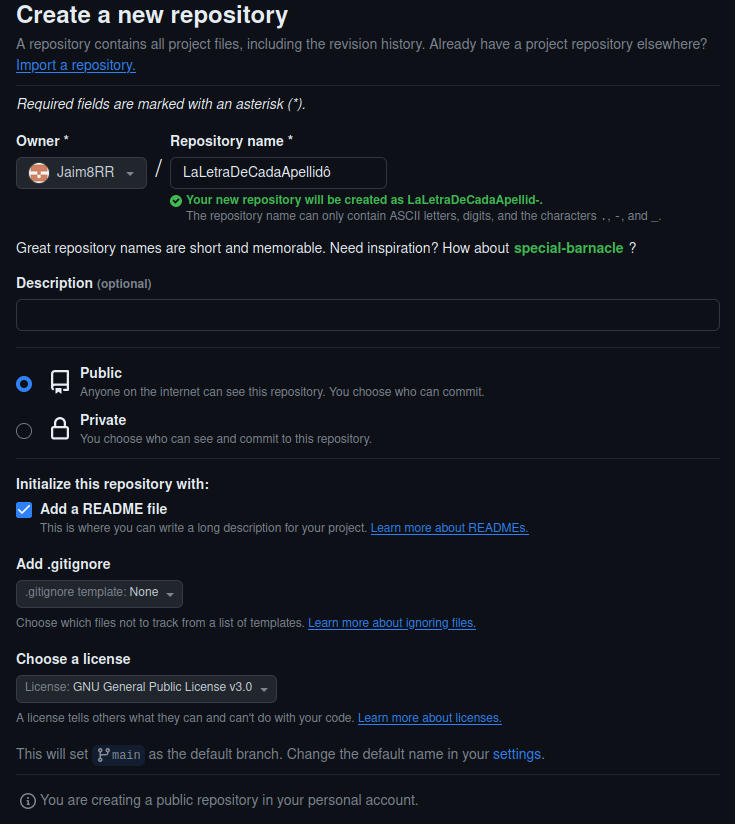 Create a new repository
A repository contains all project files, including the revision history. Already have a project repository elsewhere?
Import a repository.
Required fields are marked with an asterisk (*).
Owner * Repository name *
Jaim8RR / LaLetraDeCadaApellidô
Your new repository will be created as LaLetraDeCadaApellid-.
The repository name can only contain ASCII letters, digits, and the characters ., -, and _.
Great repository names are short and memorable. Need inspiration? How about special-barnacle ?
Description (optional)
Public
Anyone on the internet can see this repository. You choose who can commit.
Private
You choose who can see and commit to this repository.
Initialize this repository with:
Add a README file
This is where you can write a long description for your project. Learn more about READMEs.
Add .gitignore
.gitignore template: None
Choose which files not to track from a list of templates. Learn more about ignoring files.
Choose a license
License: GNU General Public License v3.0
A license tells others what they can and can't do with your code. Learn more about licenses.
This will set main as the default branch. Change the default name in your settings.
You are creating a public repository in your personal account.